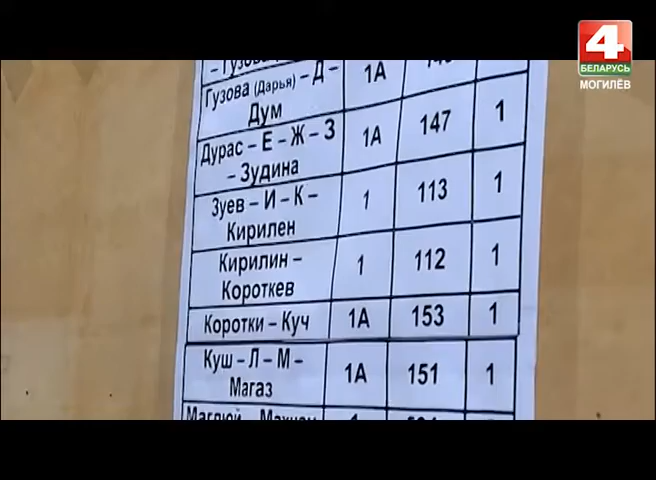 4
БЕЛАРУСЬ
МОГИЛЁВ
Гузова (Дарья) – Д –
Дум
1А
Дурас – Е – Ж – З
– Зудина
1А
147
1
Зуев – И – К –
Кирилен
1
113
1
Кирилин –
Короткев
1
112
1
Коротки – Куч
1А
153
1
Куш – Л – М –
Магаз
1А
151
1